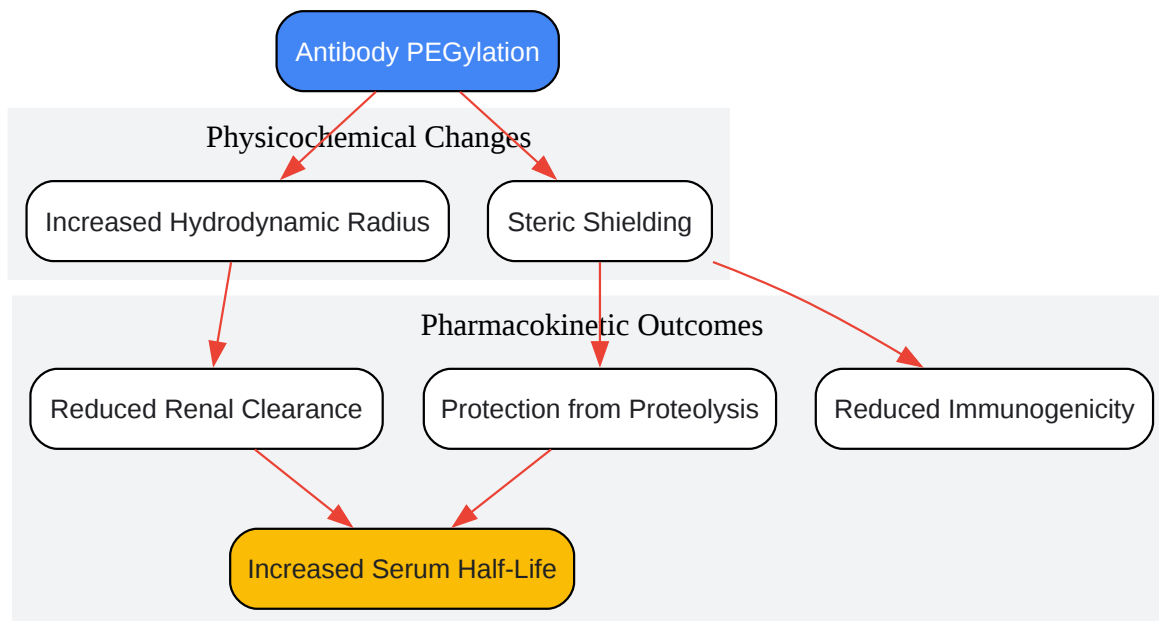 Antibody PEGylation
Physicochemical Changes
Increased Hydrodynamic Radius
Steric Shielding
Pharmacokinetic Outcomes
Reduced Renal Clearance
Protection from Proteolysis
Reduced Immunogenicity
Increased Serum Half-Life